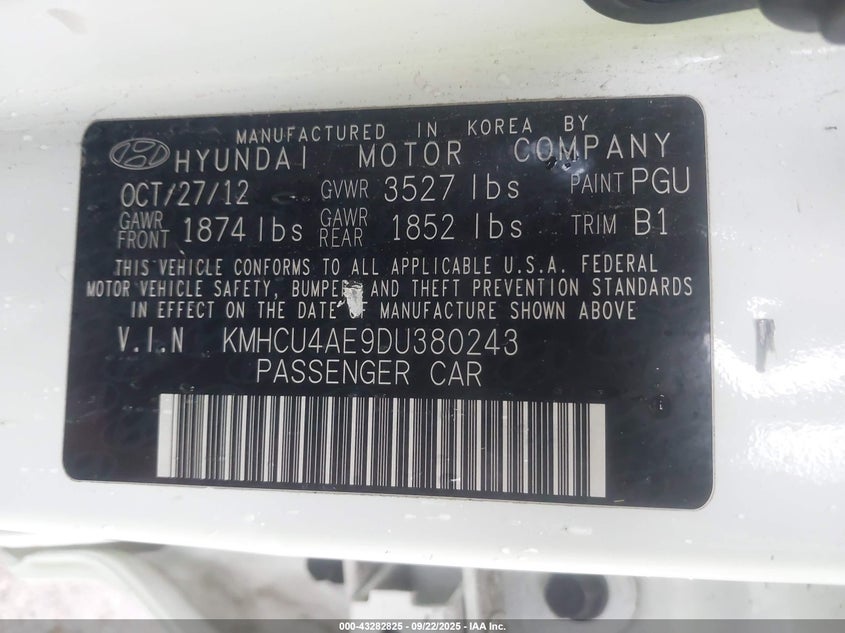 MANUFACTURED IN KOREA BY
HYUNDAI MOTOR COMPANY
OCT/27/12 GVWR 3527 lbs PAINT PGU
GAWR FRONT 1874 lbs GAWR REAR 1852 lbs TRIM B1
THIS VEHICLE CONFORMS TO ALL APPLICABLE U.S.A. FEDERAL
MOTOR VEHICLE SAFETY, BUMPER AND THEFT PREVENTION STANDARDS
IN EFFECT ON THE DATE OF MANUFACTURE SHOWN ABOVE
V.I.N KMHCU4AE9DU380243
PASSENGER CAR
000-43282825 - 09/22/2025 - IAA, Inc.